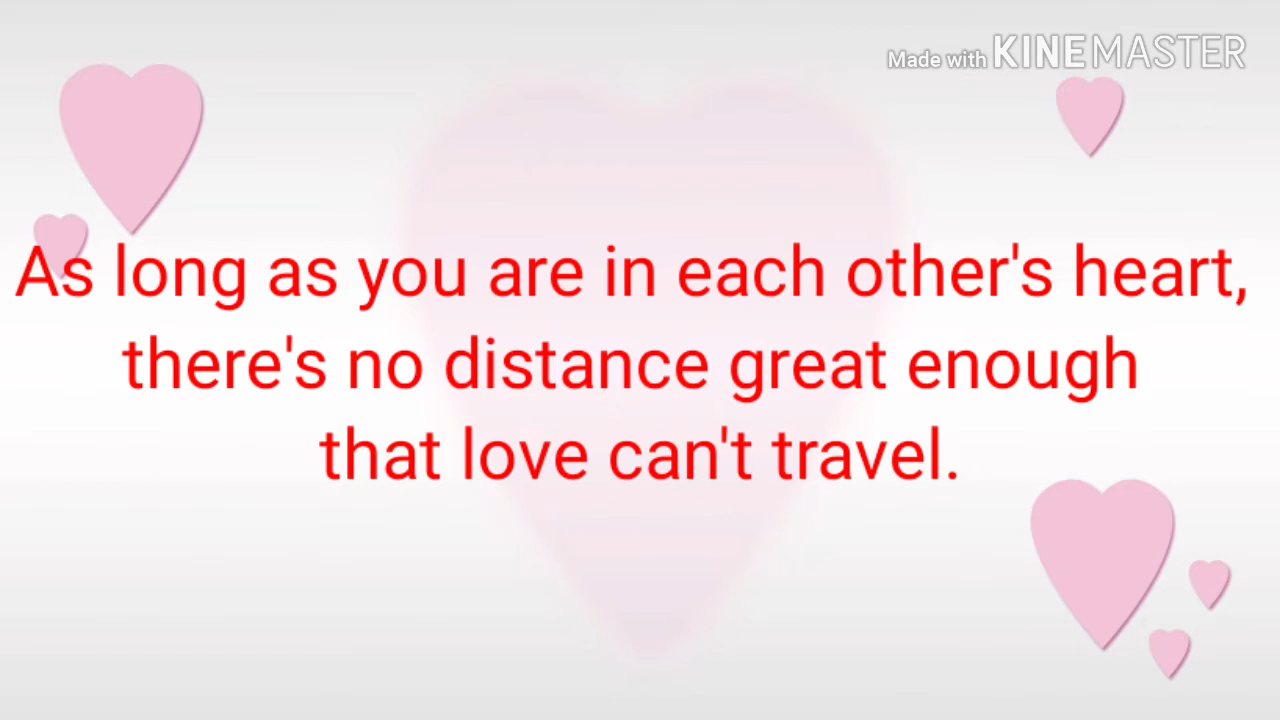 Made with KINEMASTER
As long as you are in each other's heart,
there's no distance great enough
that love can't travel.